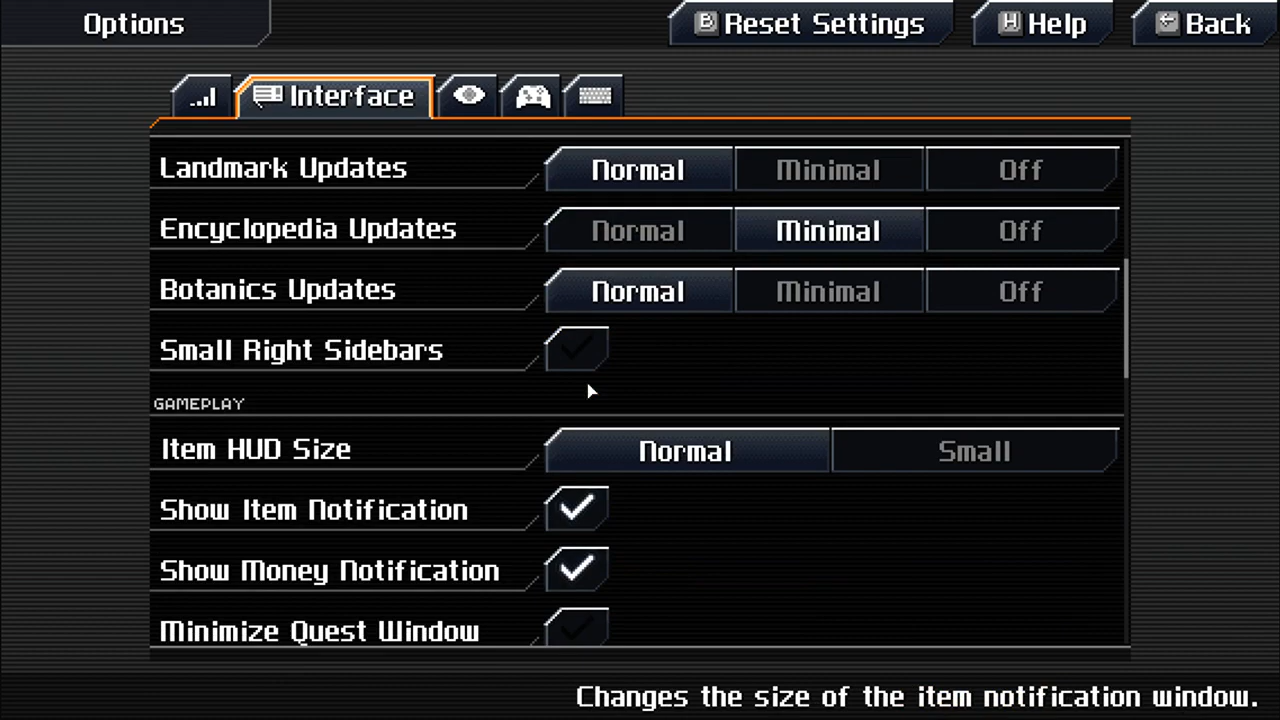 Options
B Reset Settings
H Help
Back
Interface
Landmark Updates Normal Minimal Off
Encyclopedia Updates Normal Minimal Off
Botanics Updates Normal Minimal Off
Small Right Sidebars
GAMEPLAY
Item HUD Size Normal Small
Show Item Notification
Show Money Notification
Minimize Quest Window
Changes the size of the item notification window.